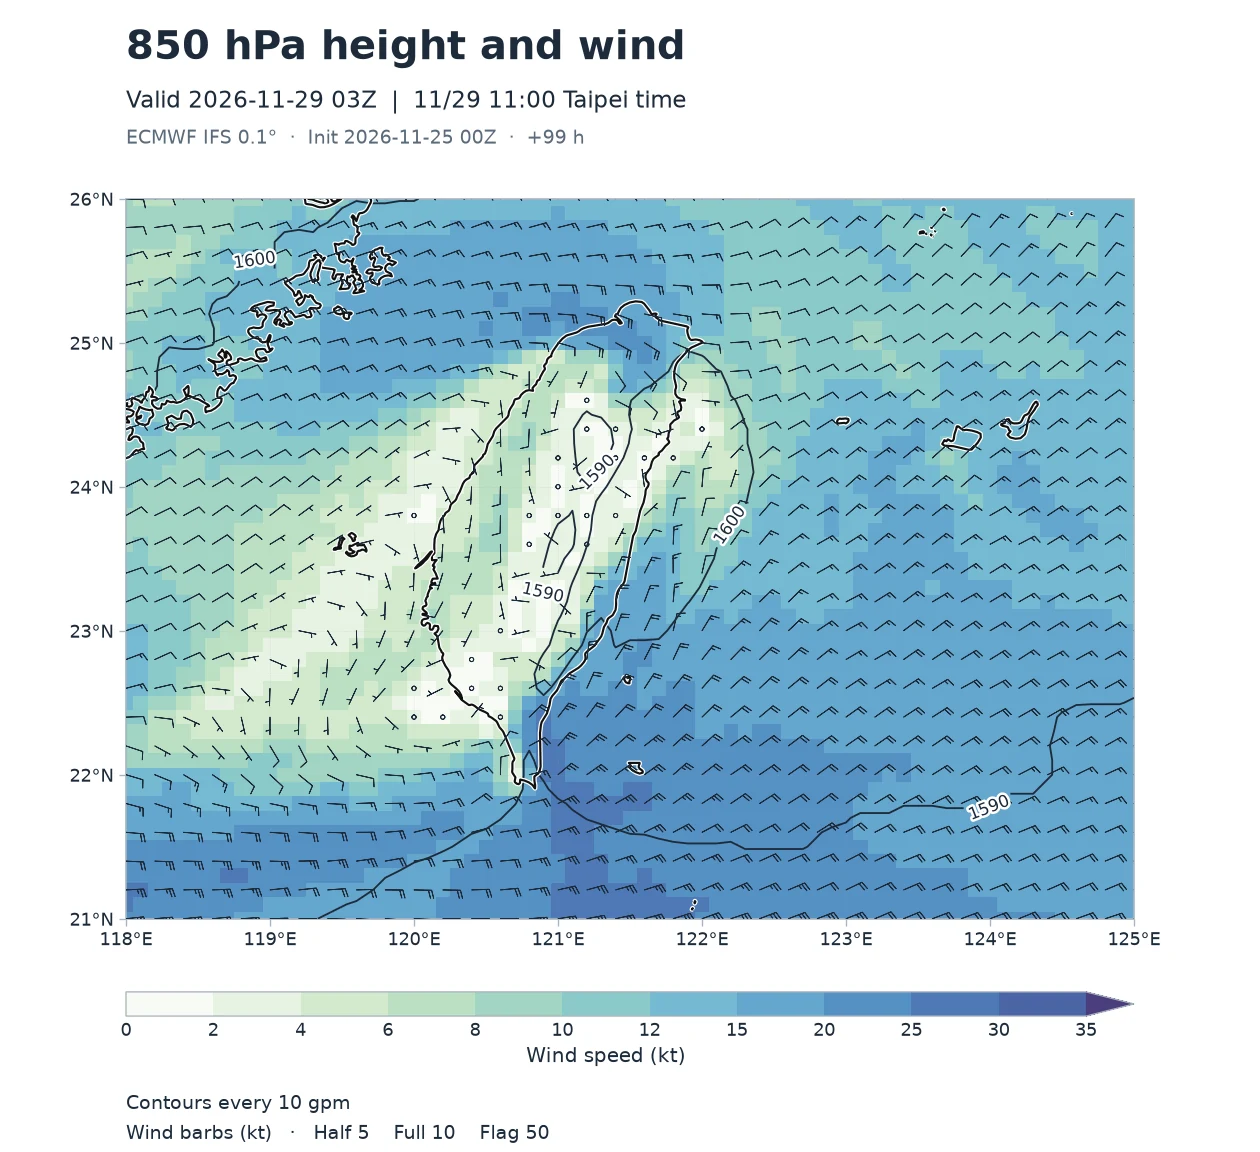 850 hPa height and wind
Valid 2026-11-29 03Z | 11/29 11:00 Taipei time
ECMWF IFS 0.1° · Init 2026-11-25 00Z · +99 h
26°N
1600
25°N
1590
24°N
1600
1590
23°N
22°N
1590
21°N
118°E 119°E 120°E 121°E 122°E 123°E 124°E 125°E
0 2 4 6 8 10 12 15 20 25 30 35
Wind speed (kt)
Contours every 10 gpm
Wind barbs (kt) · Half 5 Full 10 Flag 50